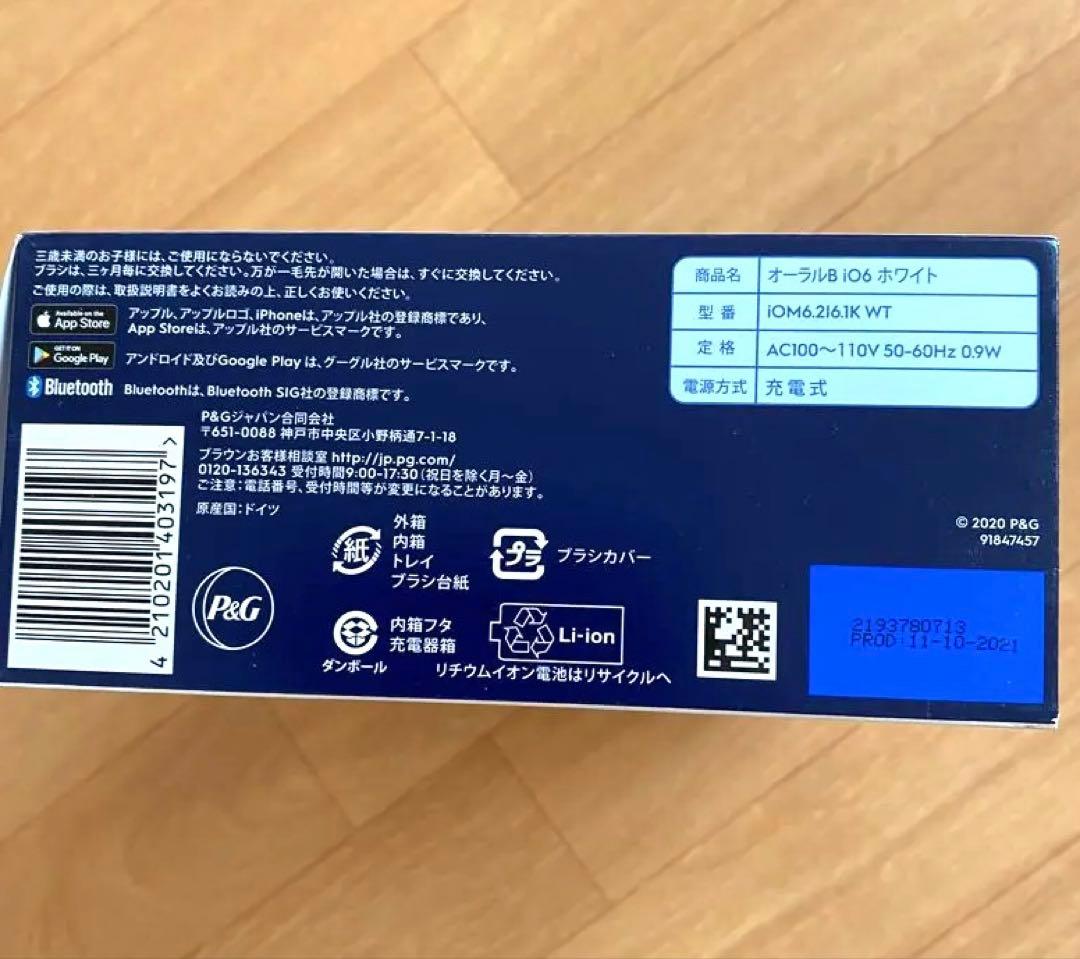 三歳未満のお子様には、ご使用にならないでください。
ブラシは、三ヶ月毎に交換してください。万が一毛先が開いた場合は、すぐに交換してください。
ご使用の際は、取扱説明書をよくお読みの上、正しくお使いください。
Available on the
App Store
アップル、アップルロゴ、iPhoneは、アップル社の登録商標であり、
App Storeは、アップル社のサービスマークです。
GET IT ON
Google Play
アンドロイド及びGoogle Play は、グーグル社のサービスマークです。
Bluetooth
Bluetoothは、Bluetooth SIG社の登録商標です。
P&Gジャパン合同会社
〒651-0088 神戸市中央区小野柄通7-1-18
ブラウンお客様相談室 http://jp.pg.com/
0120-136343 受付時間9:00-17:30（祝日を除く月〜金）
ご注意：電話番号、受付時間等が変更になることがあります。
原産国：ドイツ
4 210201 403197 >
P&G
紙
外箱
内箱
トレイ
ブラシ台紙
プラ
ブラシカバー
ダンボール
内箱フタ
充電器箱
Li-ion
リチウムイオン電池はリサイクルへ
商品名 オーラルB iO6 ホワイト
型番 iOM6.2I6.1K WT
定格 AC100〜110V 50-60Hz 0.9W
電源方式 充電式
© 2020 P&G
91847457
2193780713
PROD:11-10-2021